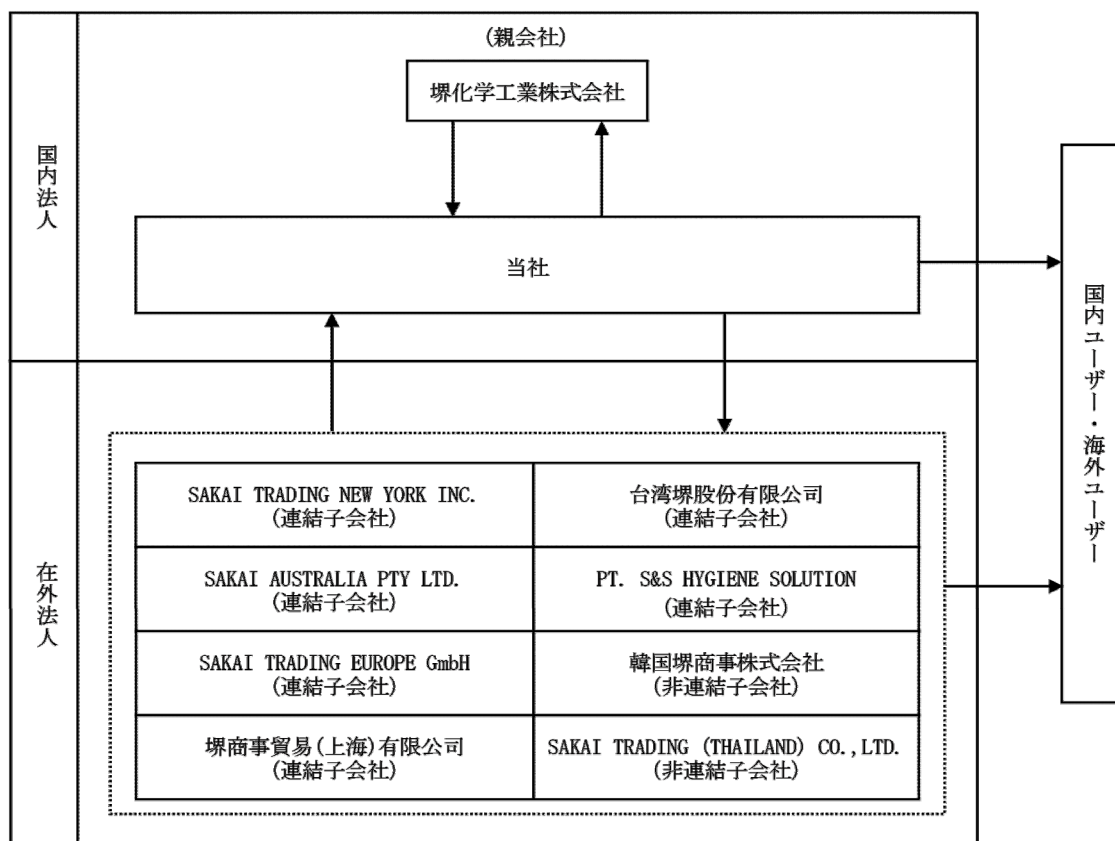 国内法人
(親会社)
堺化学工業株式会社
当社
在外法人
SAKAI TRADING NEW YORK INC.
(連結子会社)
台湾堺股份有限公司
(連結子会社)
SAKAI AUSTRALIA PTY LTD.
(連結子会社)
PT. S&S HYGIENE SOLUTION
(連結子会社)
SAKAI TRADING EUROPE GmbH
(連結子会社)
韓国堺商事株式会社
(非連結子会社)
堺商事貿易(上海)有限公司
(連結子会社)
SAKAI TRADING (THAILAND) CO.,LTD.
(非連結子会社)
国内ユーザー・海外ユーザー